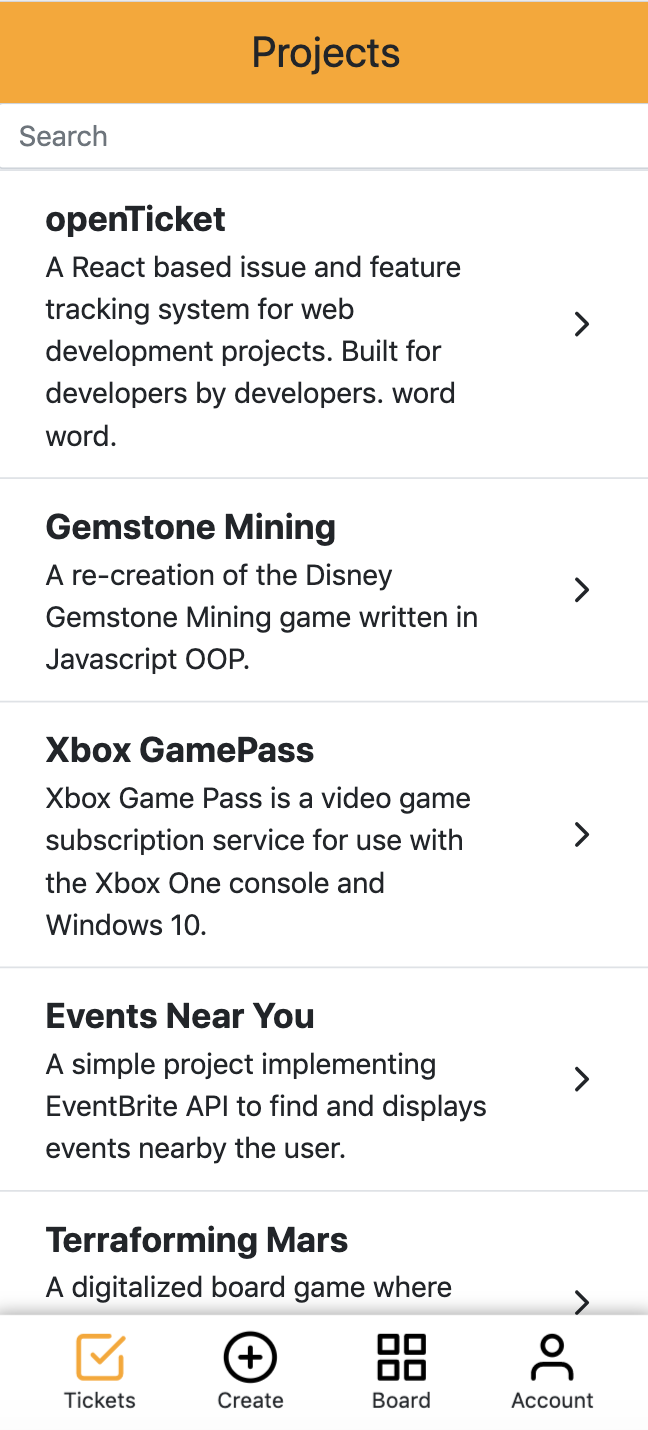 Projects
Search
openTicket
A React based issue and feature
tracking system for web
development projects. Built for
developers by developers. word
word.
Gemstone Mining
A re-creation of the Disney
Gemstone Mining game written in
Javascript OOP.
Xbox GamePass
Xbox Game Pass is a video game
subscription service for use with
the Xbox One console and
Windows 10.
Events Near You
A simple project implementing
EventBrite API to find and displays
events nearby the user.
Terraforming Mars
A digitalized board game where
Tickets Create Board Account